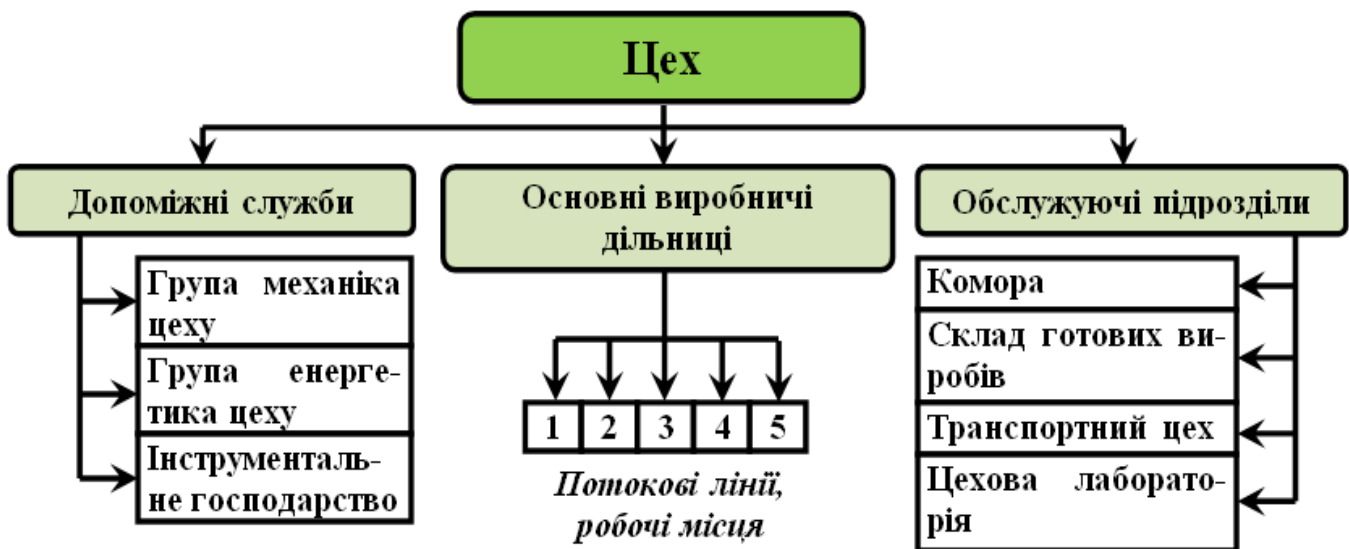 Цех
Допоміжні служби
Група механіка
цеху
Група енерге-
тика цеху
Інструменталь-
не господарство
Основні виробничі
дільниці
1 2 3 4 5
Потокові лінії,
робочі місця
Обслужуючі підрозділи
Комора
Склад готових ви-
робів
Транспортний цех
Цехова лаборато-
рія